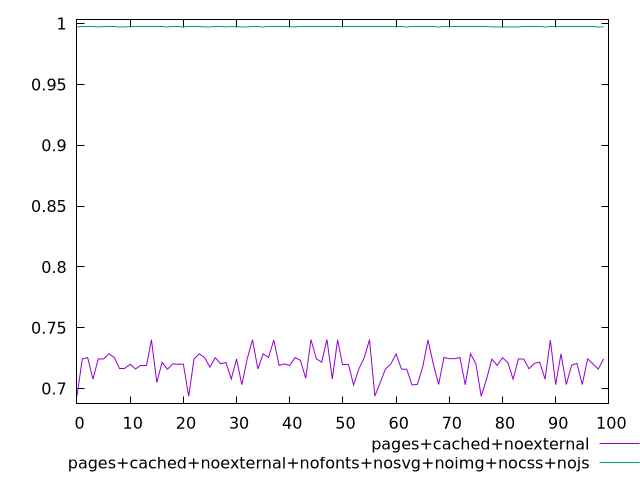 1
0.95
0.9
0.85
0.8
0.75
0.7
0 10 20 30 40 50 60 70 80 90 100
pages+cached+noexternal
pages+cached+noexternal+nofonts+nosvg+noimg+nocss+nojs